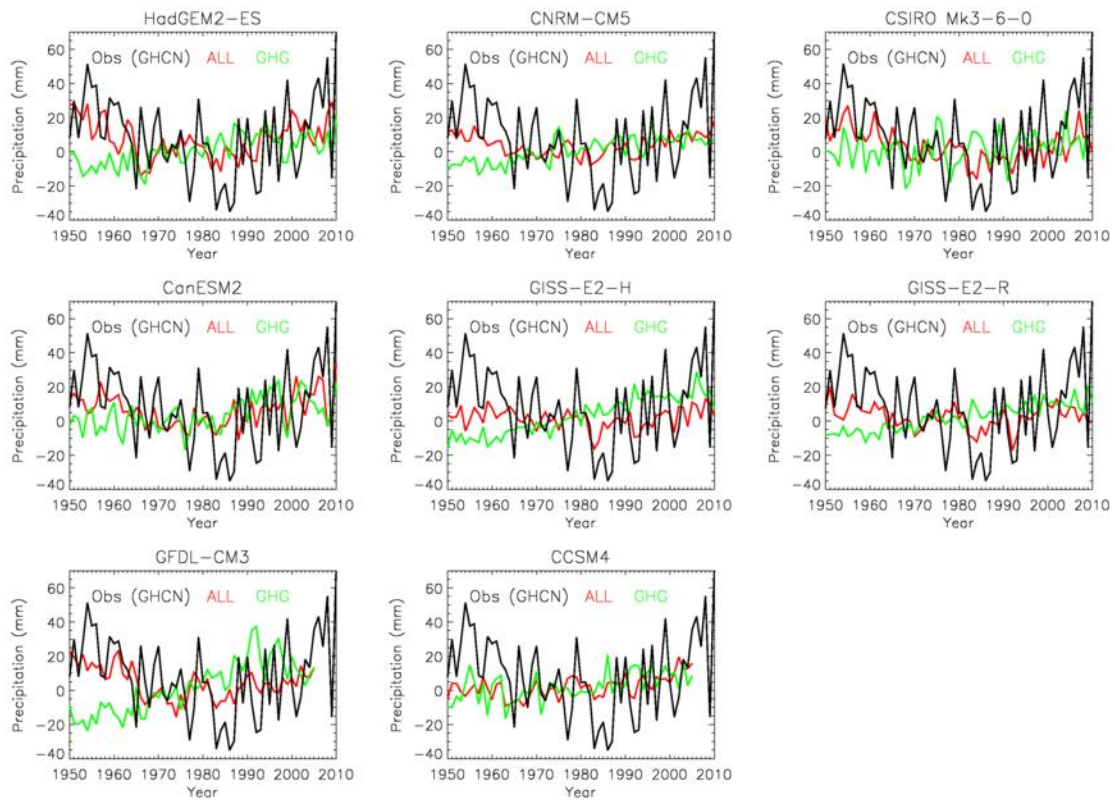 HadGEM2-ES
Obs (GHCN) ALL GHG
Precipitation (mm)
60
40
20
0
-20
-40
1950 1960 1970 1980 1990 2000 2010
Year
CNRM-CM5
Obs (GHCN) ALL GHG
Precipitation (mm)
60
40
20
0
-20
-40
1950 1960 1970 1980 1990 2000 2010
Year
CSIRO Mk3-6-0
Obs (GHCN) ALL GHG
Precipitation (mm)
60
40
20
0
-20
-40
1950 1960 1970 1980 1990 2000 2010
Year
CanESM2
Obs (GHCN) ALL GHG
Precipitation (mm)
60
40
20
0
-20
-40
1950 1960 1970 1980 1990 2000 2010
Year
GISS-E2-H
Obs (GHCN) ALL GHG
Precipitation (mm)
60
40
20
0
-20
-40
1950 1960 1970 1980 1990 2000 2010
Year
GISS-E2-R
Obs (GHCN) ALL GHG
Precipitation (mm)
60
40
20
0
-20
-40
1950 1960 1970 1980 1990 2000 2010
Year
GFDL-CM3
Obs (GHCN) ALL GHG
Precipitation (mm)
60
40
20
0
-20
-40
1950 1960 1970 1980 1990 2000 2010
Year
CCSM4
Obs (GHCN) ALL GHG
Precipitation (mm)
60
40
20
0
-20
-40
1950 1960 1970 1980 1990 2000 2010
Year